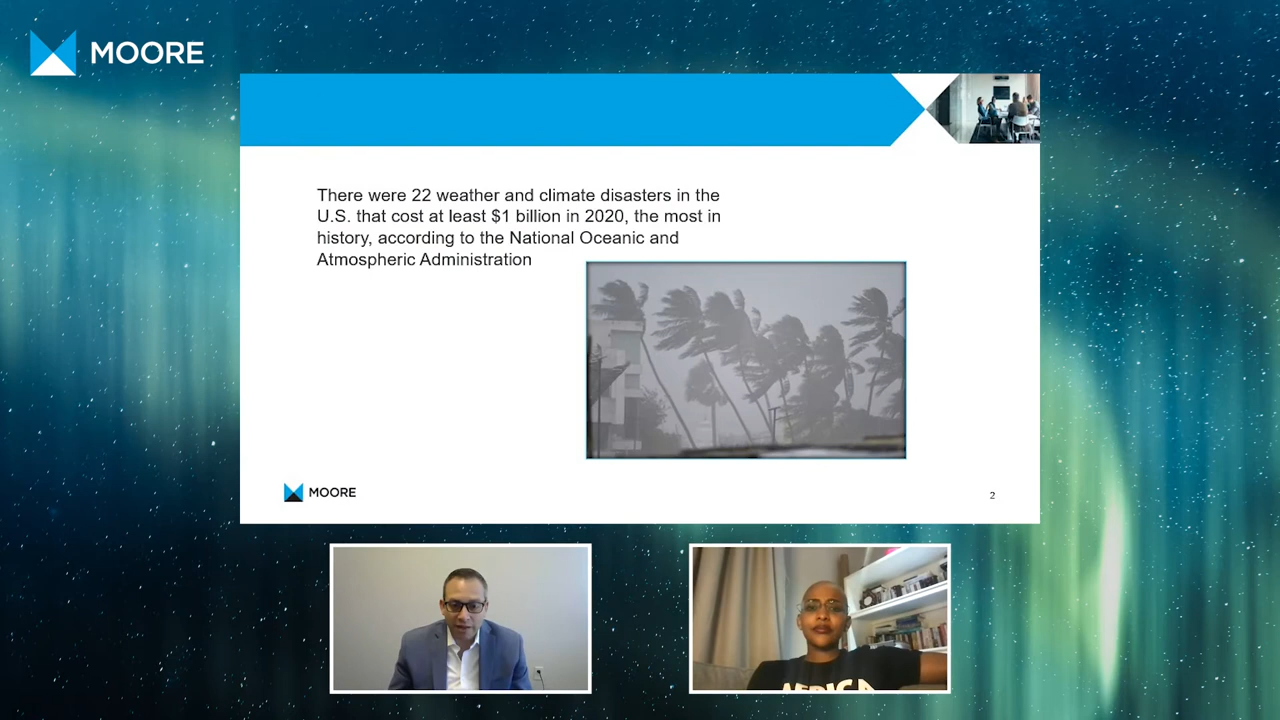 MOORE
There were 22 weather and climate disasters in the
U.S. that cost at least $1 billion in 2020, the most in
history, according to the National Oceanic and
Atmospheric Administration
MOORE
2
AFRICA